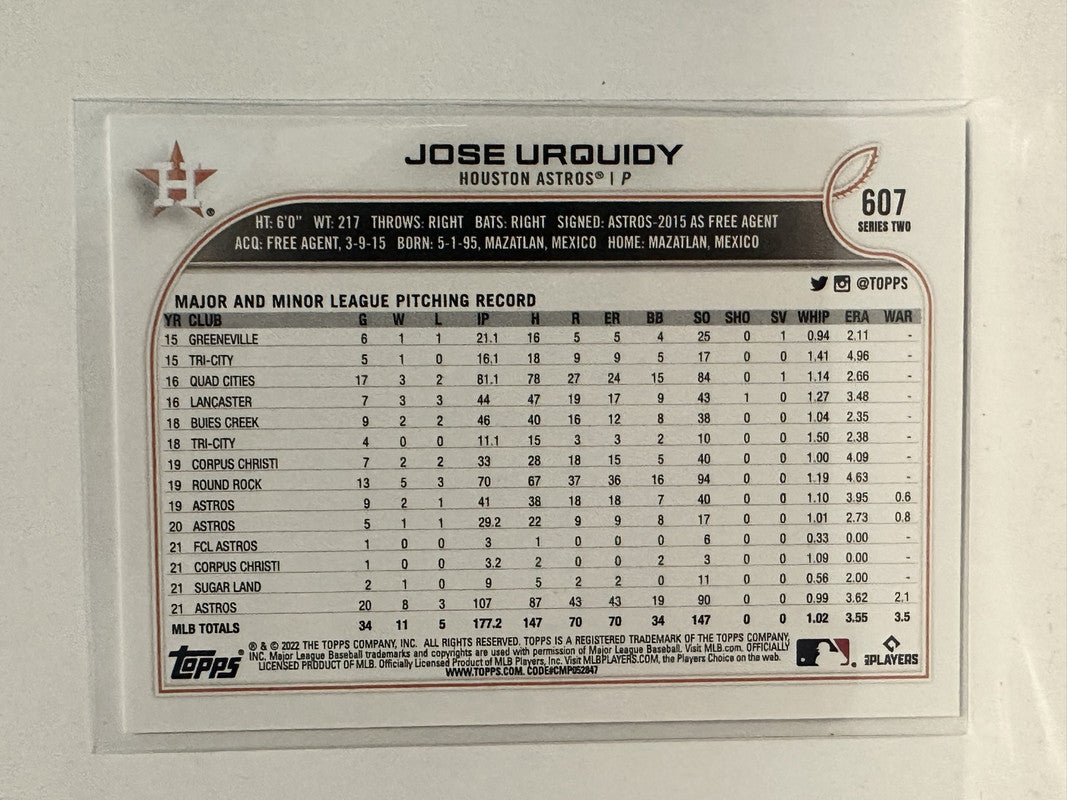 JOSE URQUIDY
HOUSTON ASTROS® | P
H
®
607
SERIES TWO
HT: 6'0" WT: 217 THROWS: RIGHT BATS: RIGHT SIGNED: ASTROS-2015 AS FREE AGENT
ACQ: FREE AGENT, 3-9-15 BORN: 5-1-95, MAZATLAN, MEXICO HOME: MAZATLAN, MEXICO
@TOPPS
MAJOR AND MINOR LEAGUE PITCHING RECORD
YR CLUB G W L IP H R ER BB SO SHO SV WHIP ERA WAR
15 GREENEVILLE 6 1 1 21.1 16 5 5 4 25 0 1 0.94 2.11 -
15 TRI-CITY 5 1 0 16.1 18 9 9 5 17 0 0 1.41 4.96 -
16 QUAD CITIES 17 3 2 81.1 78 27 24 15 84 0 1 1.14 2.66 -
16 LANCASTER 7 3 3 44 47 19 17 9 43 1 0 1.27 3.48 -
18 BUIES CREEK 9 2 2 46 40 16 12 8 38 0 0 1.04 2.35 -
18 TRI-CITY 4 0 0 11.1 15 3 3 2 10 0 0 1.50 2.38 -
19 CORPUS CHRISTI 7 2 2 33 28 18 15 5 40 0 0 1.00 4.09 -
19 ROUND ROCK 13 5 3 70 67 37 36 16 94 0 0 1.19 4.63 -
19 ASTROS 9 2 1 41 38 18 18 7 40 0 0 1.10 3.95 0.6
20 ASTROS 5 1 1 29.2 22 9 9 8 17 0 0 1.01 2.73 0.8
21 FCL ASTROS 1 0 0 3 1 0 0 0 6 0 0 0.33 0.00 -
21 CORPUS CHRISTI 1 0 0 3.2 2 0 0 2 3 0 0 1.09 0.00 -
21 SUGAR LAND 2 1 0 9 5 2 2 0 11 0 0 0.56 2.00 -
21 ASTROS 20 8 3 107 87 43 43 19 90 0 0 0.99 3.62 2.1
MLB TOTALS 34 11 5 177.2 147 70 70 34 147 0 0 1.02 3.55 3.5
Topps®
® & © 2022 THE TOPPS COMPANY, INC. ALL RIGHTS RESERVED. TOPPS IS A REGISTERED TRADEMARK OF THE TOPPS COMPANY,
INC. Major League Baseball trademarks and copyrights are used with permission of Major League Baseball. Visit MLB.com. OFFICIALLY
LICENSED PRODUCT OF MLB. Officially Licensed Product of MLB Players, Inc. Visit MLBPLAYERS.COM, the Players Choice on the web.
WWW.TOPPS.COM. CODE#CMP052847
PLAYERS